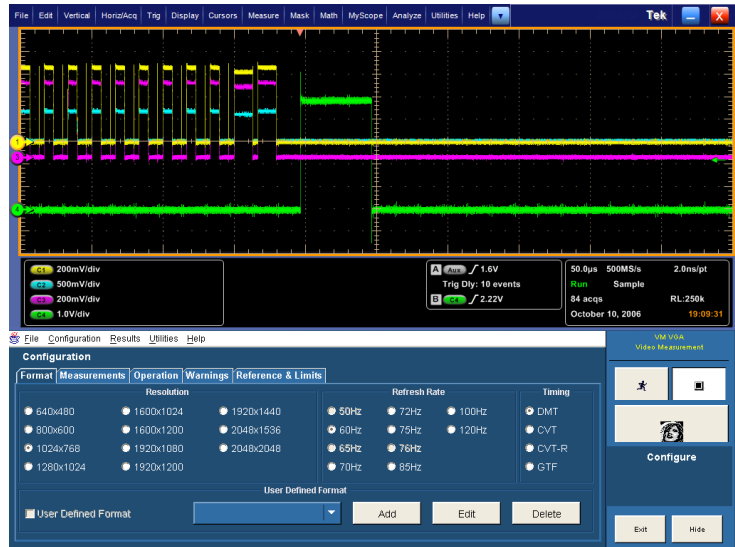 File Edit Vertical Horiz/Acq Trig Display Cursors Measure Mask Math MyScope Analyze Utilities Help Tek X
1
3
4
C1 200mV/div
C2 500mV/div
C3 200mV/div
C4 1.0V/div
A Aux 1.6V
Trig Dly: 10 events
B C4 2.22V
50.0µs 500MS/s 2.0ns/pt
Run Sample
84 acqs RL:250k
October 10, 2006 19:09:31
File Configuration Results Utilities Help
VM VGA
Video Measurement
Configuration
Format Measurements Operation Warnings Reference & Limits
Resolution Refresh Rate Timing
640x480 1600x1024 1920x1440 50Hz 72Hz 100Hz DMT
800x600 1600x1200 2048x1536 60Hz 75Hz 120Hz CVT
1024x768 1920x1080 2048x2048 65Hz 76Hz CVT-R
1280x1024 1920x1200 70Hz 85Hz GTF
Configure
User Defined Format
User Defined Format Add Edit Delete
Exit Hide